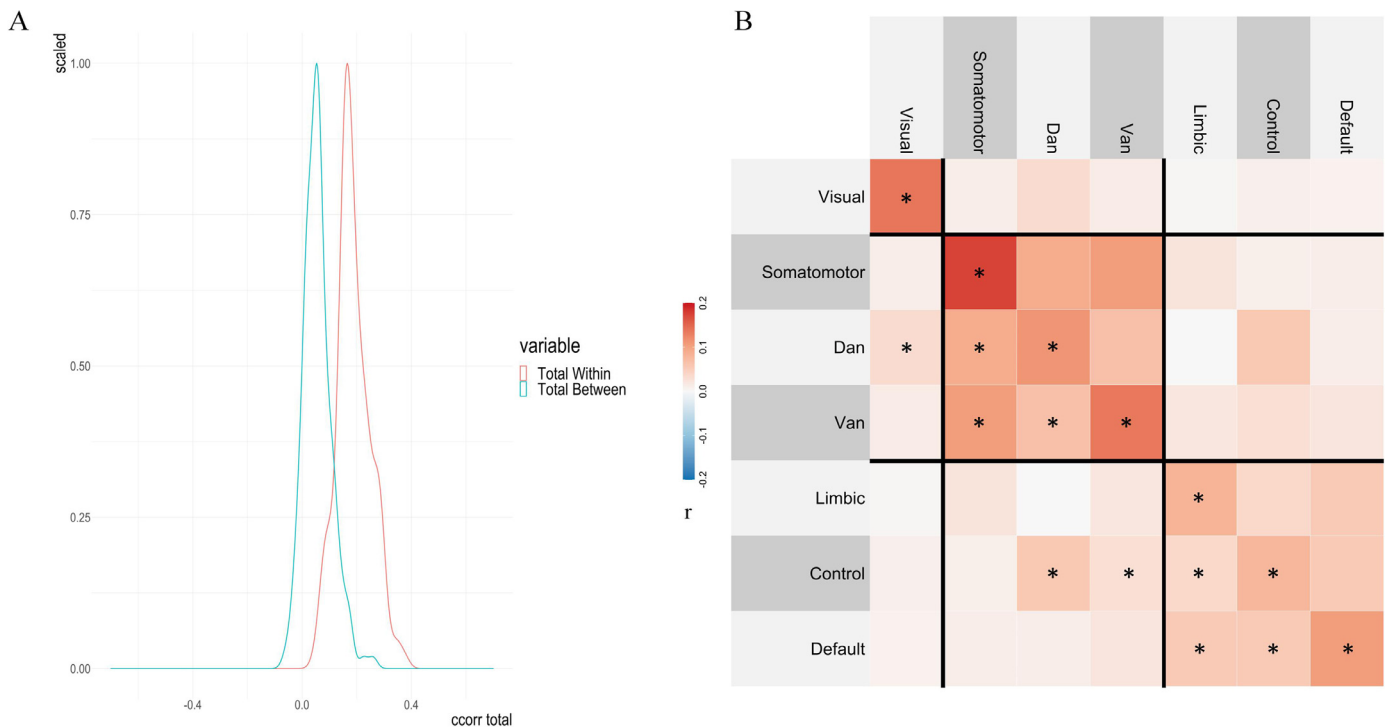 A
scaled
1.00
0.75
0.50
0.25
0.00
-0.4
0.0
0.4
ccorr total
variable
Total Within
Total Between
B
0.2
0.1
0.0
-0.1
-0.2
r
Visual
Somatomotor
Dan
Van
Limbic
Control
Default
Visual
*
Somatomotor
*
Dan
* * *
Van
* * *
Limbic
*
Control
* * * *
Default
* * *